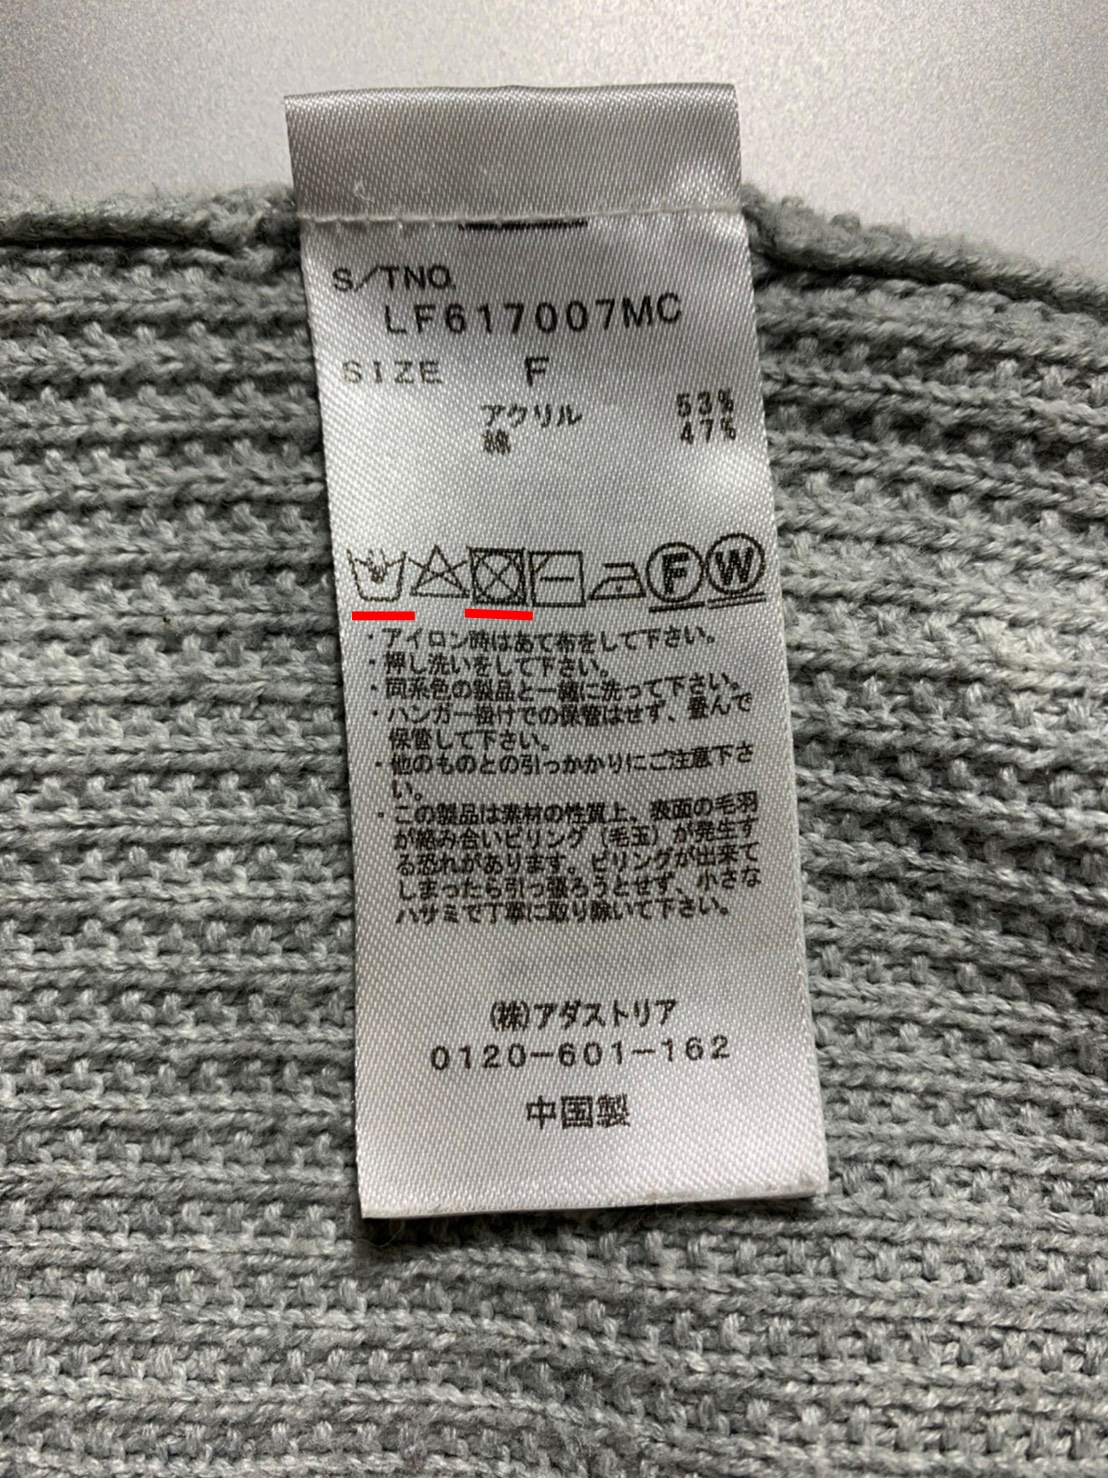 S/TNO.
LF617007MC
SIZE F
アクリル 53%
綿 47%
F W
・アイロン時はあて布をして下さい。
・押し洗いをして下さい。
・同系色の製品と一緒に洗って下さい。
・ハンガー掛けでの保管はせず、畳んで
保管して下さい。
・他のものとの引っかかりにご注意下さ
い。
・この製品は素材の性質上、表面の毛羽
が絡み合いピリング（毛玉）が発生す
る恐れがあります。ピリングが出来て
しまったら引っ張ろうとせず、小さな
ハサミで丁寧に取り除いて下さい。
(株)アダストリア
0120-601-162
中国製